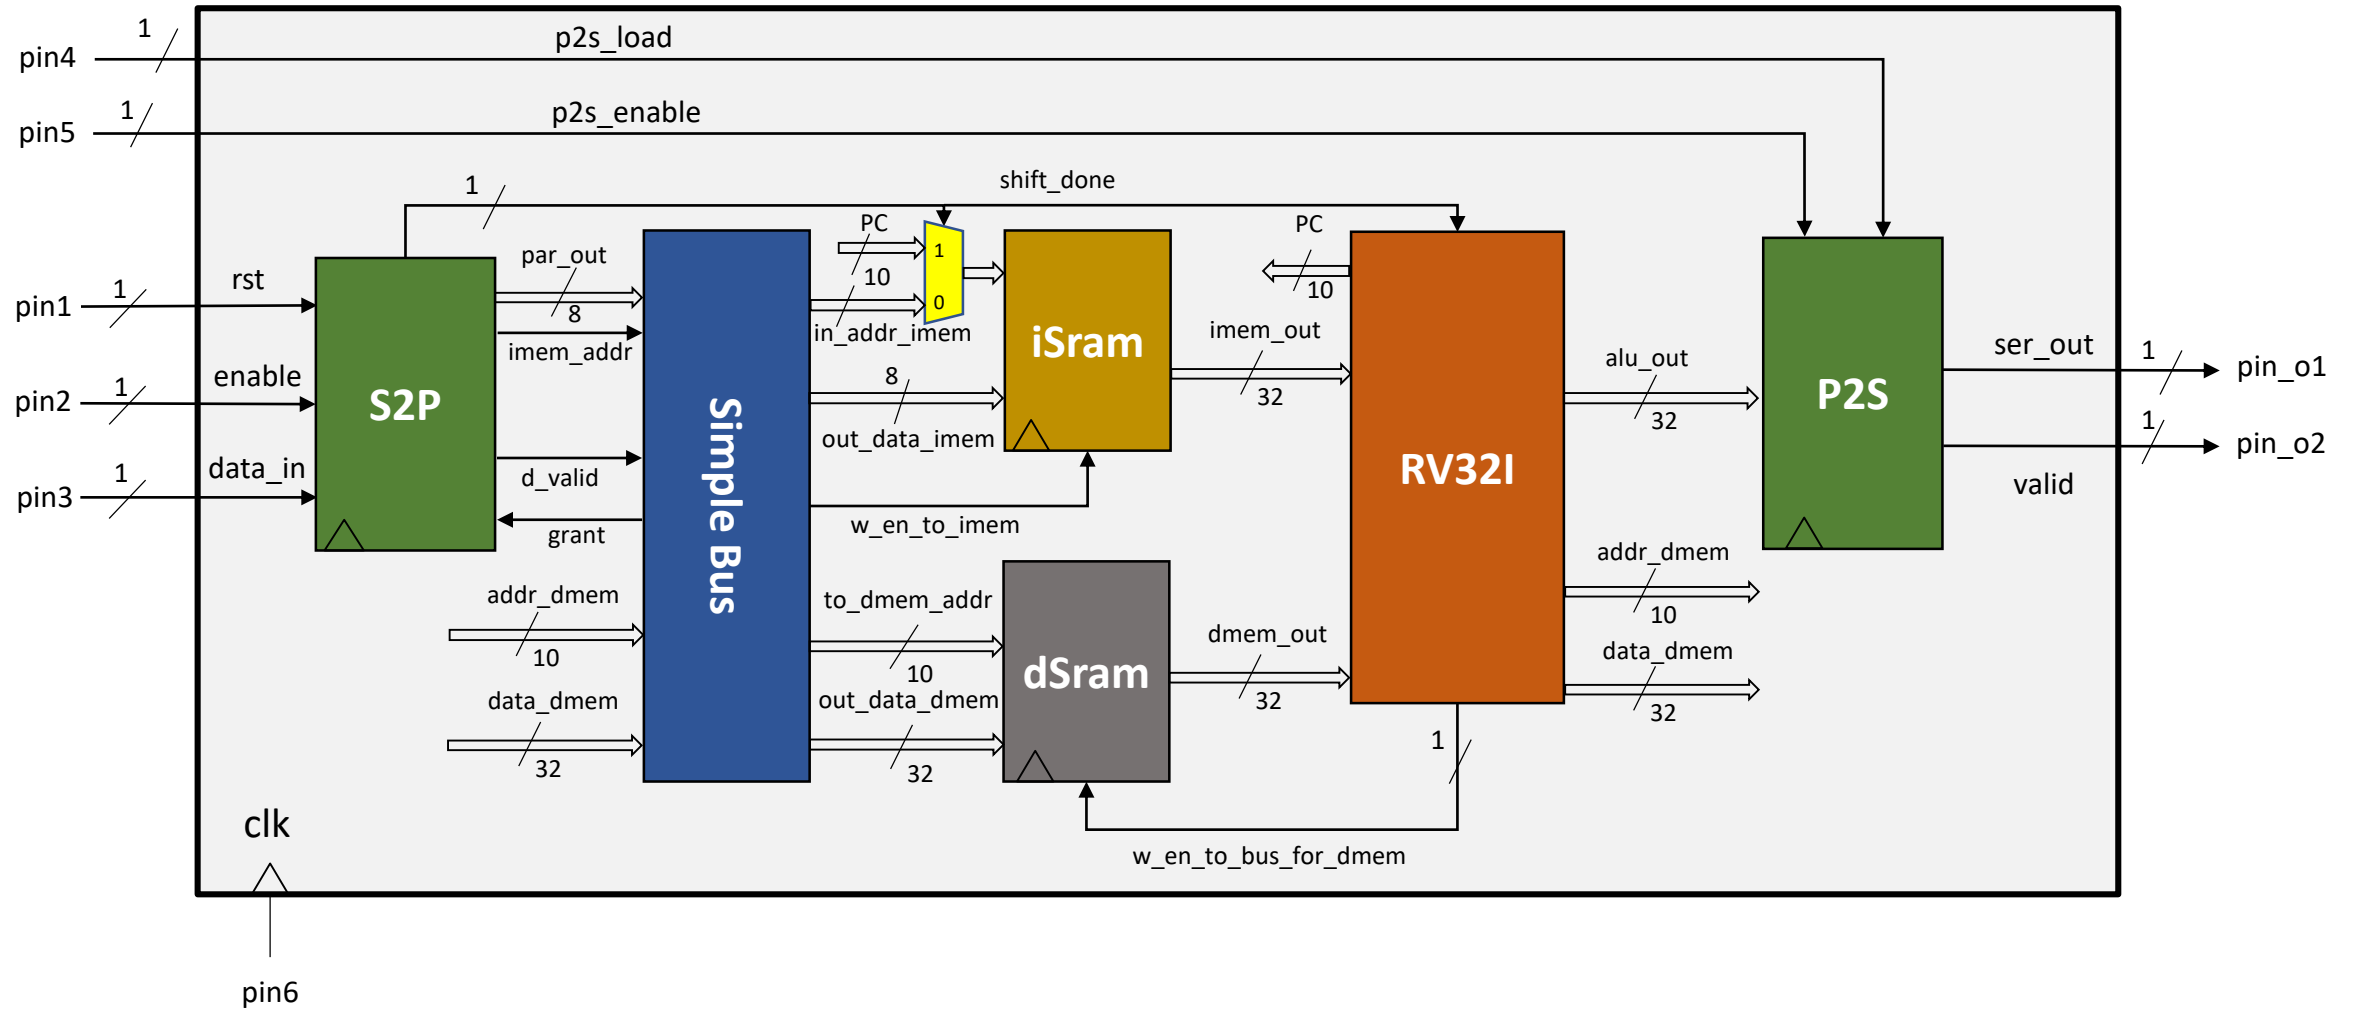 1
p2s_load
pin4
1
p2s_enable
pin5
1
shift_done
PC
10
1
0
PC
10
par_out
8
rst
1
pin1
imem_addr
in_addr_imem
iSram
imem_out
32
enable
1
pin2
S2P
8
out_data_imem
Simple Bus
RV32I
alu_out
32
P2S
ser_out
1
pin_o1
1
pin_o2
valid
data_in
1
pin3
d_valid
grant
w_en_to_imem
addr_dmem
10
to_dmem_addr
10
dSram
dmem_out
32
addr_dmem
10
data_dmem
32
data_dmem
32
out_data_dmem
32
1
w_en_to_bus_for_dmem
clk
pin6